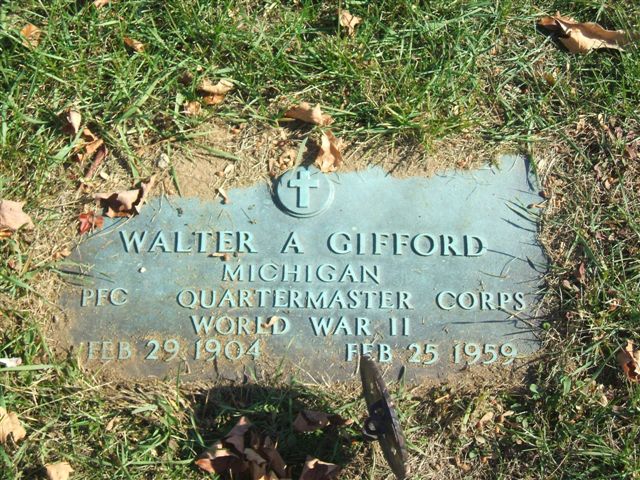 WALTER A GIFFORD
MICHIGAN
PFC QUARTERMASTER CORPS
WORLD WAR II
FEB 29 1904 FEB 25 1959